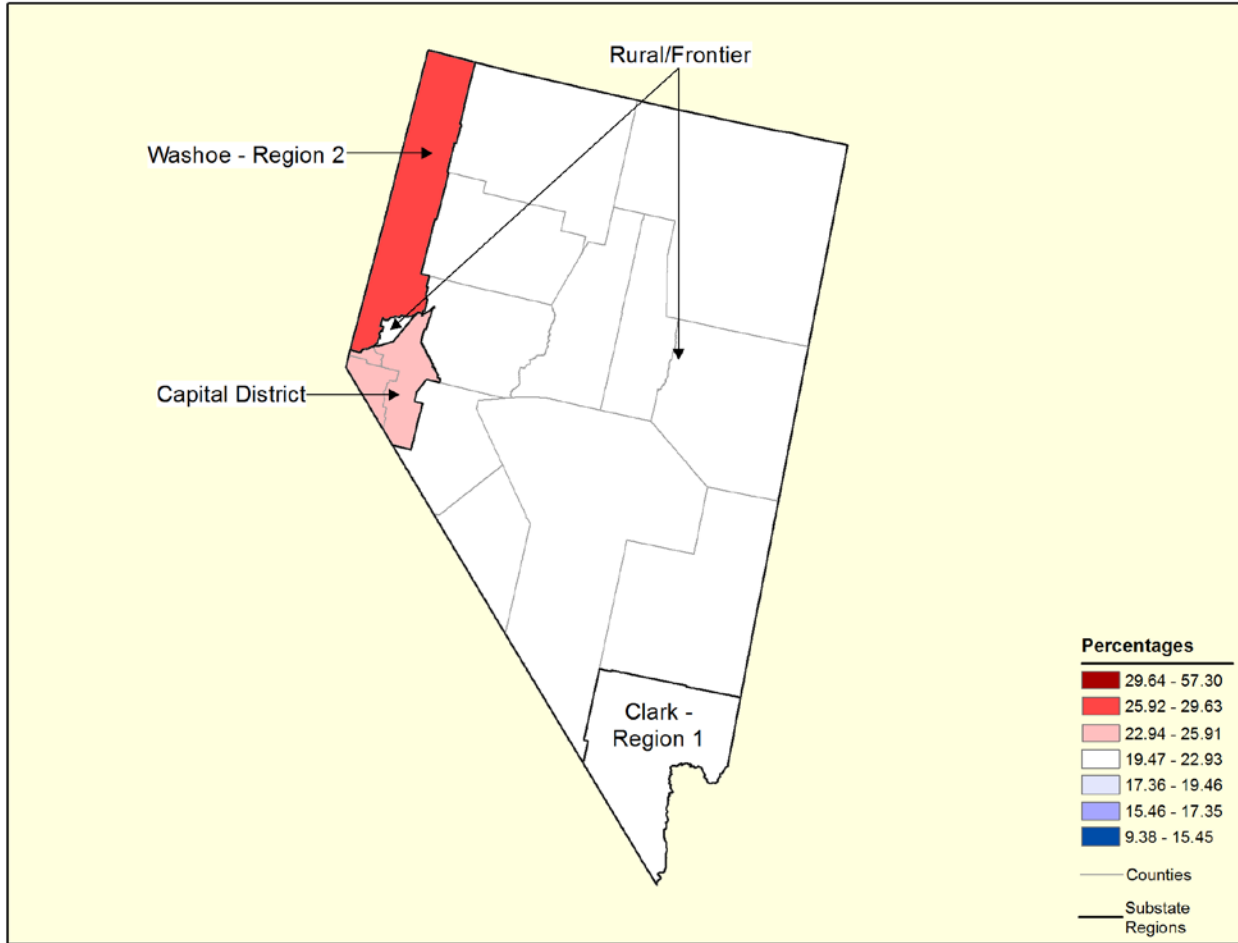 Rural/Frontier
Washoe - Region 2
Capital District
Clark -
Region 1
Percentages
29.64 - 57.30
25.92 - 29.63
22.94 - 25.91
19.47 - 22.93
17.36 - 19.46
15.46 - 17.35
9.38 - 15.45
Counties
Substate
Regions